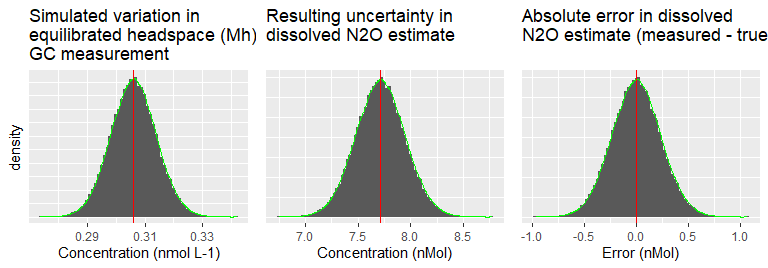 Simulated variation in
equilibrated headspace (Mh)
GC measurement
Resulting uncertainty in
dissolved N2O estimate
Absolute error in dissolved
N2O estimate (measured - true
density
0.29 0.31 0.33
Concentration (nmol L-1)
7.0 7.5 8.0 8.5
Concentration (nMol)
-1.0 -0.5 0.0 0.5 1.0
Error (nMol)